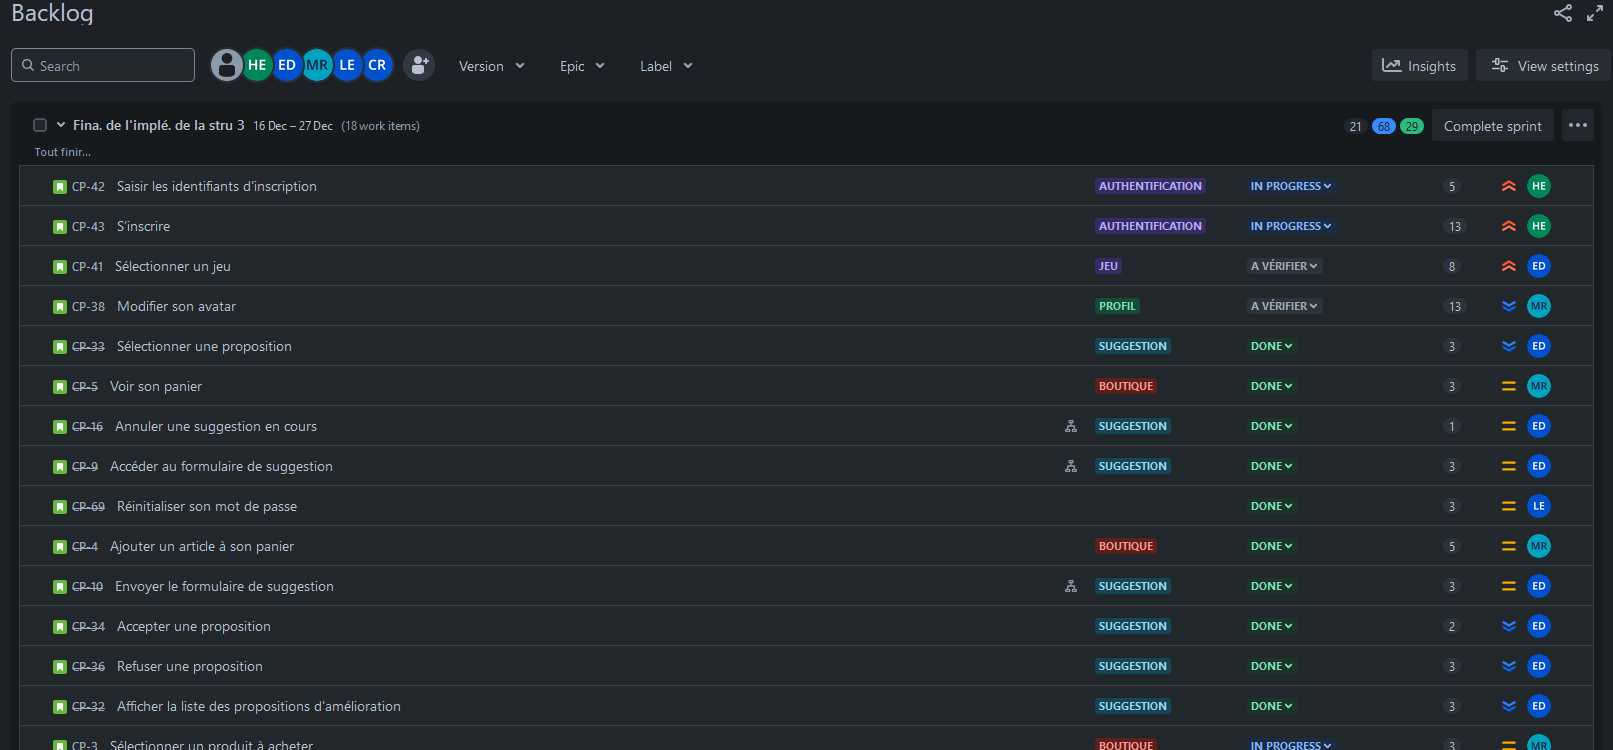 Backlog
Search HE ED MR LE CR Version Epic Label Insights View settings
Fina. de l'implé. de la stru 3 16 Dec – 27 Dec (18 work items) 21 68 29 Complete sprint
Tout finir...
CP-42 Saisir les identifiants d'inscription AUTHENTIFICATION IN PROGRESS 5 HE
CP-43 S'inscrire AUTHENTIFICATION IN PROGRESS 13 HE
CP-41 Sélectionner un jeu JEU A VÉRIFIER 8 ED
CP-38 Modifier son avatar PROFIL A VÉRIFIER 13 MR
CP-33 Sélectionner une proposition SUGGESTION DONE 3 ED
CP-5 Voir son panier BOUTIQUE DONE 3 MR
CP-16 Annuler une suggestion en cours SUGGESTION DONE 1 ED
CP-9 Accéder au formulaire de suggestion SUGGESTION DONE 3 ED
CP-69 Réinitialiser son mot de passe DONE 3 LE
CP-4 Ajouter un article à son panier BOUTIQUE DONE 5 MR
CP-10 Envoyer le formulaire de suggestion SUGGESTION DONE 3 ED
CP-34 Accepter une proposition SUGGESTION DONE 2 ED
CP-36 Refuser une proposition SUGGESTION DONE 3 ED
CP-32 Afficher la liste des propositions d'amélioration SUGGESTION DONE 3 ED
CP-3 Sélectionner un produit à acheter BOUTIQUE IN PROGRESS 3 MR